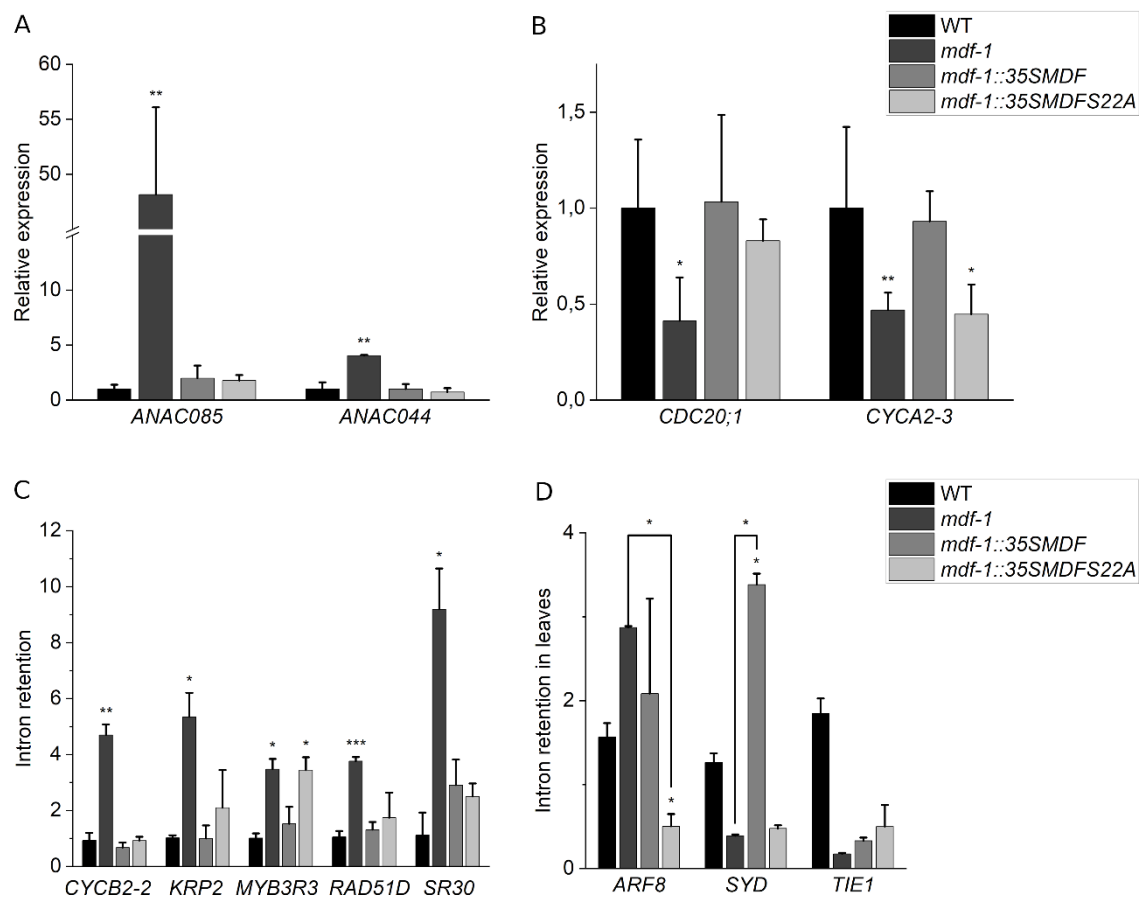 A
Relative expression
60
55
50
10
5
0
**
**
ANAC085 ANAC044
B
Relative expression
1,5
1,0
0,5
0,0
*
**
*
CDC20;1 CYCA2-3
WT
mdf-1
mdf-1::35SMDF
mdf-1::35SMDFS22A
C
Intron retention
12
10
8
6
4
2
0
**
*
*
*
***
*
CYCB2-2 KRP2 MYB3R3 RAD51D SR30
D
Intron retention in leaves
4
2
0
*
*
*
*
ARF8 SYD TIE1
WT
mdf-1
mdf-1::35SMDF
mdf-1::35SMDFS22A